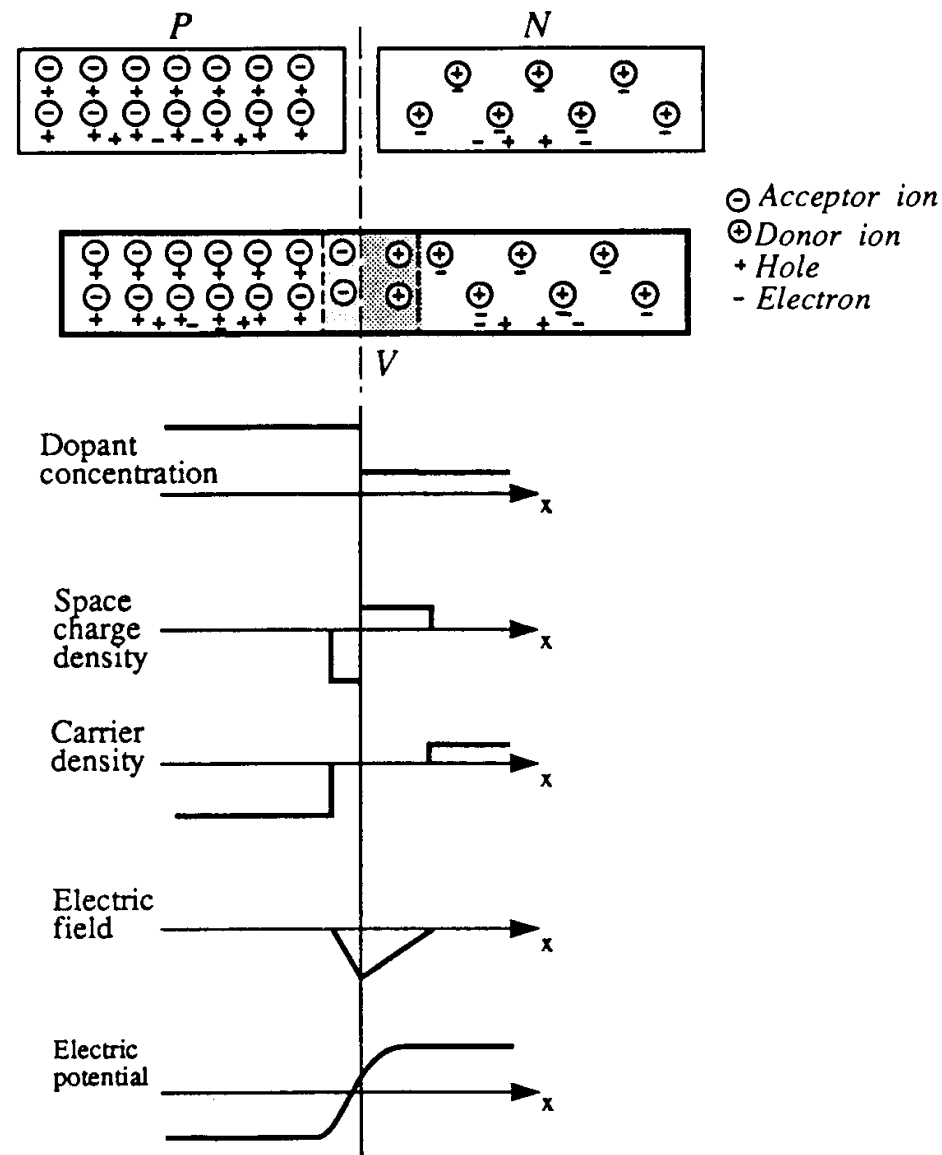 P
N
Acceptor ion
Donor ion
+ Hole
- Electron
V
Dopant
concentration
x
Space
charge
density
x
Carrier
density
x
Electric
field
x
Electric
potential
x